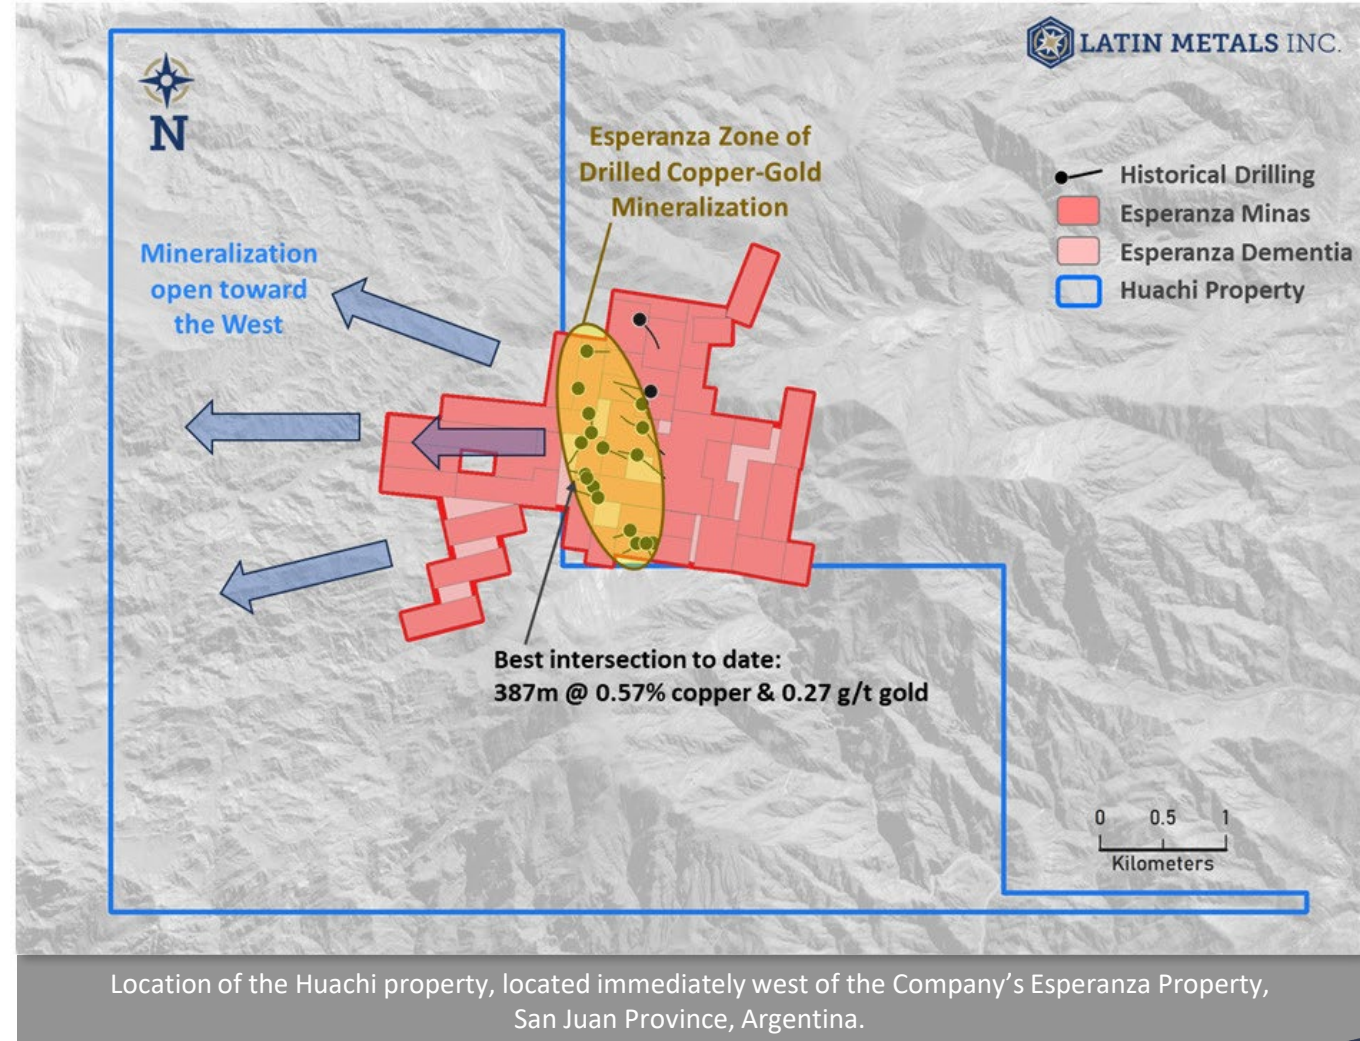 LATIN METALS INC.
N
Esperanza Zone of
Drilled Copper-Gold
Mineralization
Historical Drilling
Esperanza Minas
Esperanza Dementia
Huachi Property
Mineralization
open toward
the West
Best intersection to date:
387m @ 0.57% copper & 0.27 g/t gold
0 0.5 1
Kilometers
Location of the Huachi property, located immediately west of the Company’s Esperanza Property,
San Juan Province, Argentina.